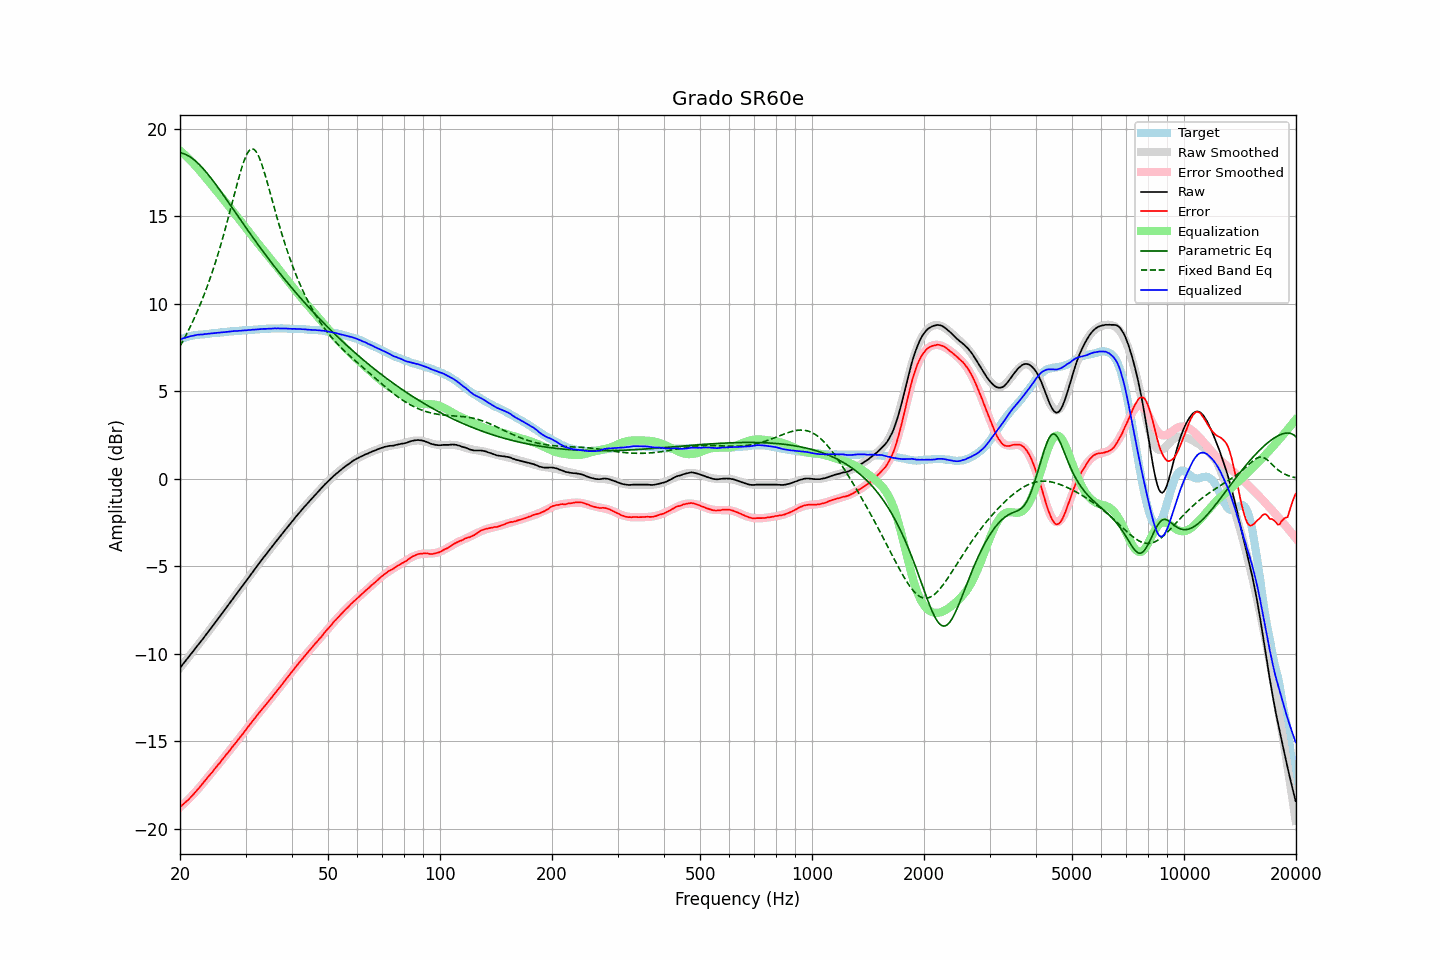 Grado SR60e
Amplitude (dBr)
20
15
10
5
0
−5
−10
−15
−20
Target
Raw Smoothed
Error Smoothed
Raw
Error
Equalization
Parametric Eq
Fixed Band Eq
Equalized
20 50 100 200 500 1000 2000 5000 10000 20000
Frequency (Hz)